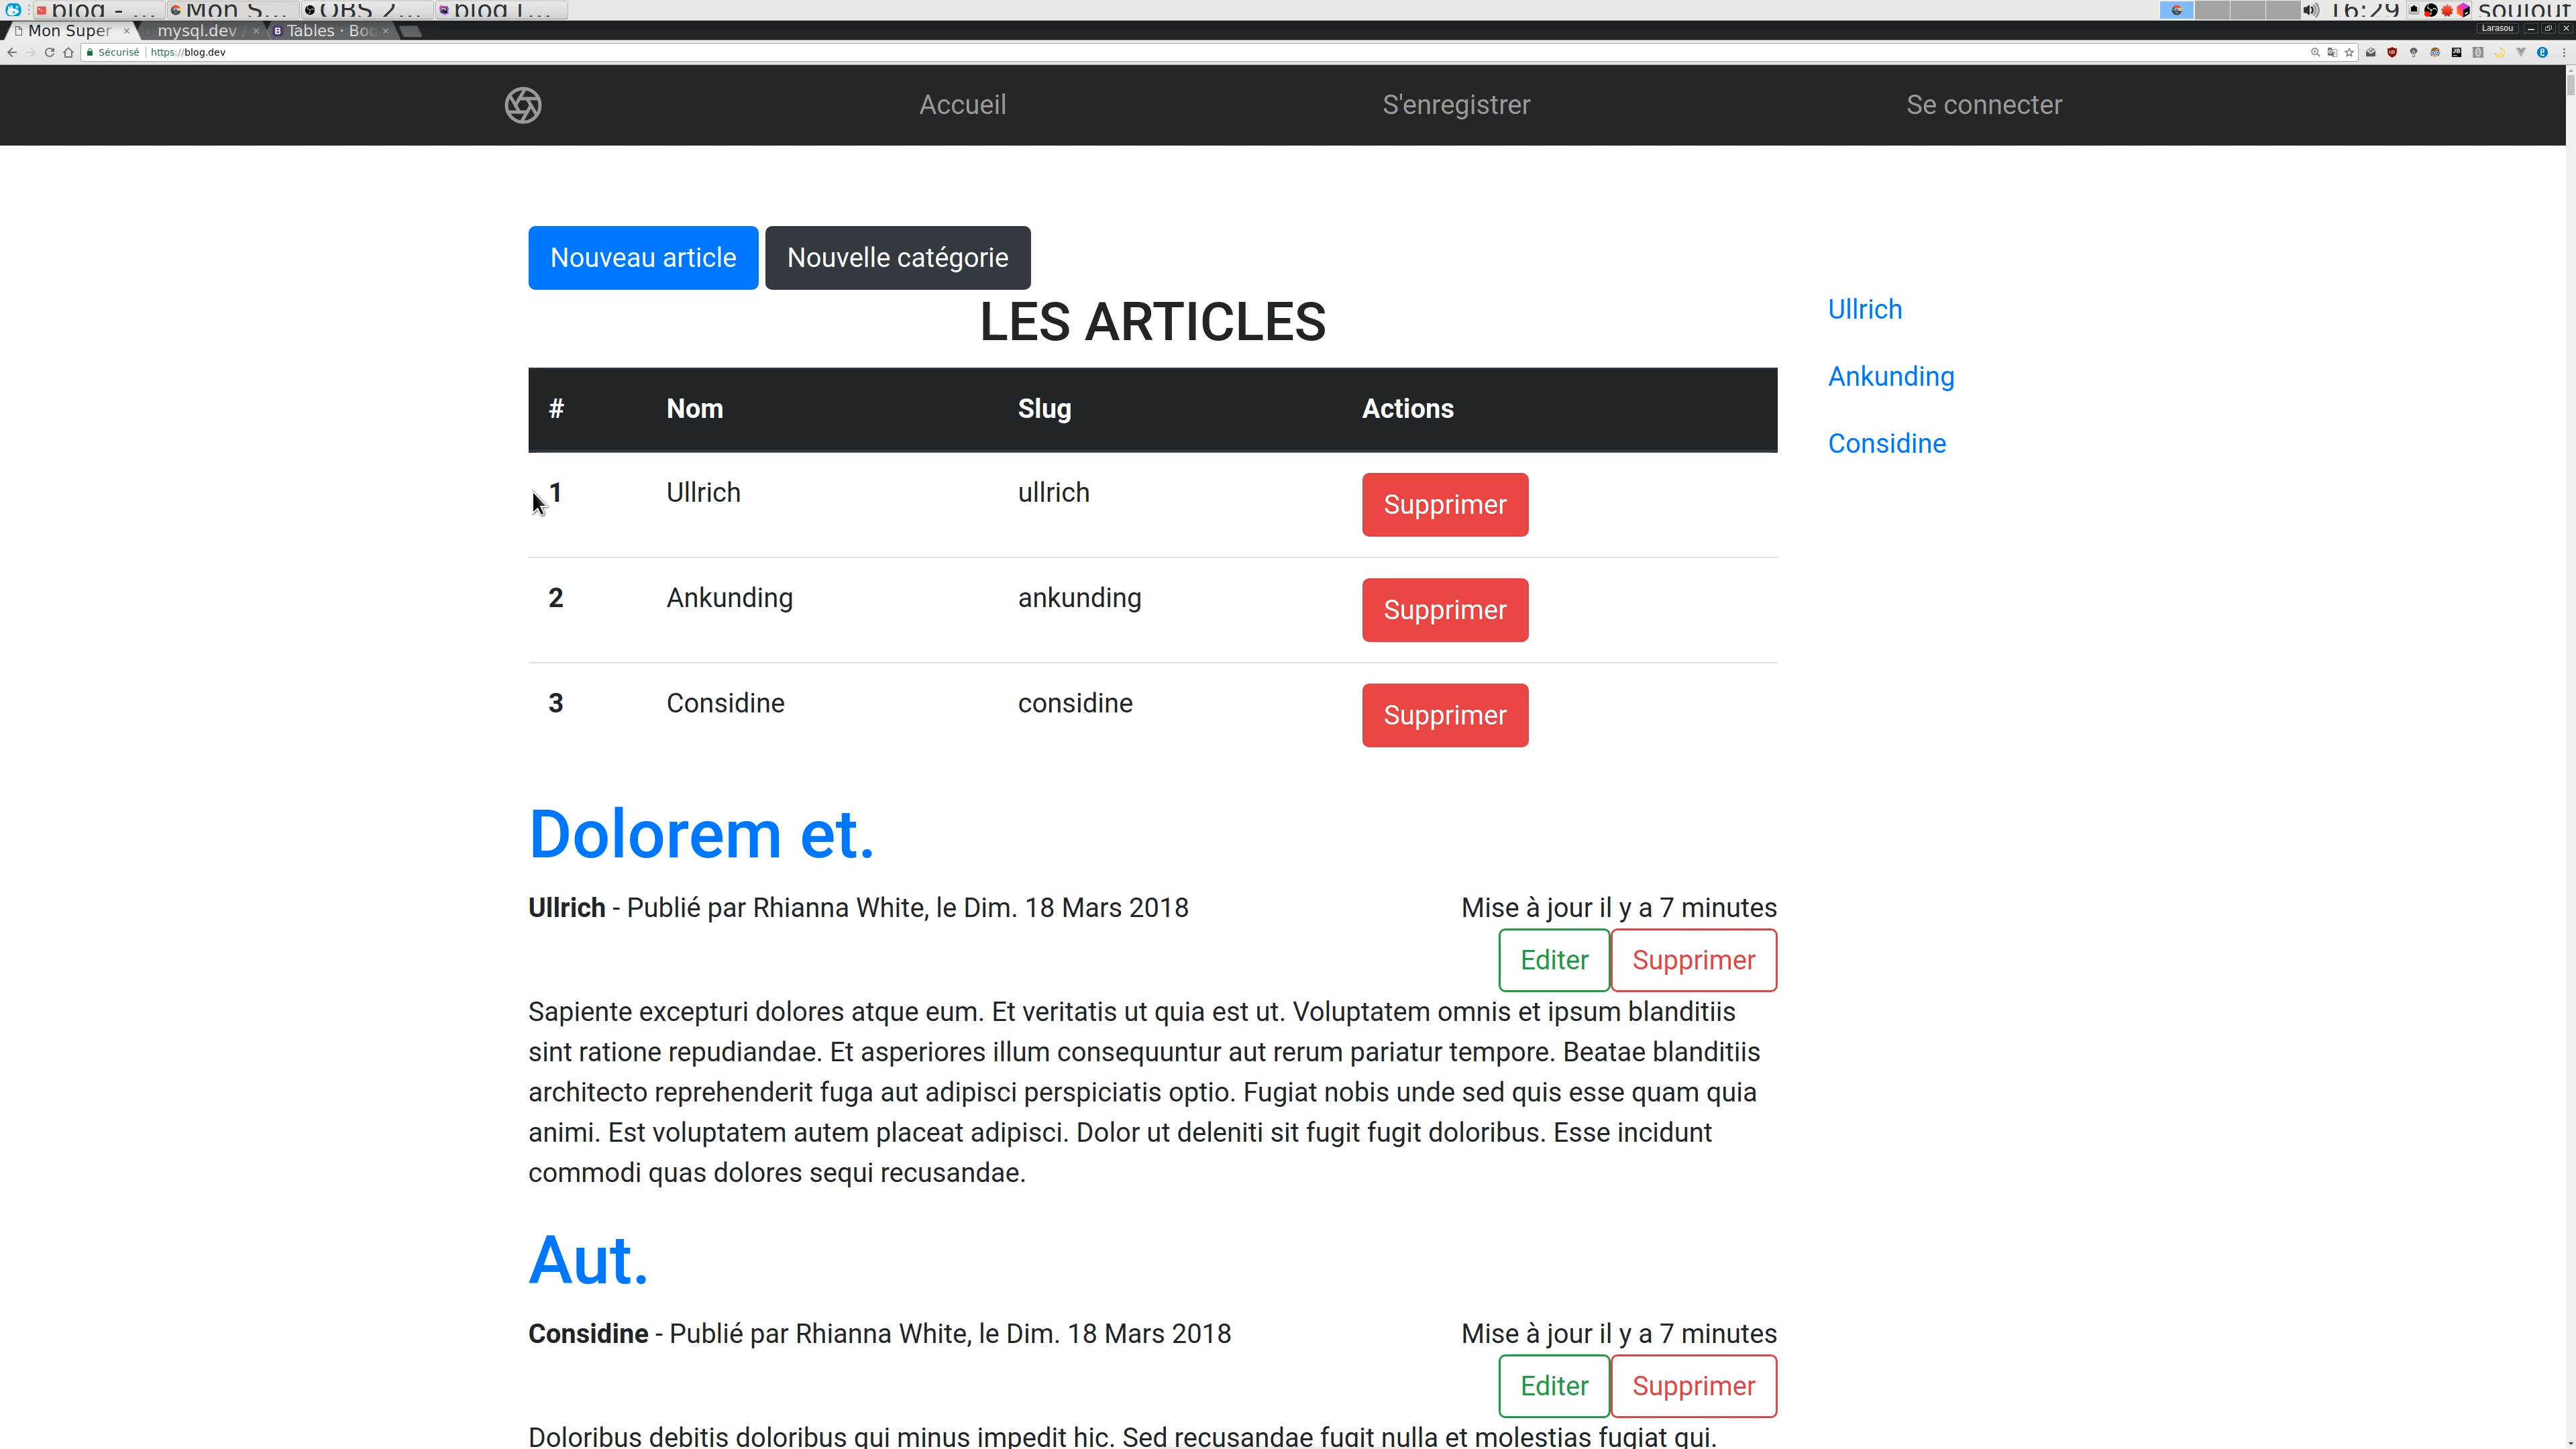 blog - ...
Mon S...
OBS 2...
16:29
soulout
Mon Super
mysql.dev
Tables · Boo
Larasou
Sécurisé
https://blog.dev
Accueil
S'enregistrer
Se connecter
Nouveau article
Nouvelle catégorie
LES ARTICLES
Ullrich
Ankunding
Considine
# Nom Slug Actions
1 Ullrich ullrich Supprimer
2 Ankunding ankunding Supprimer
3 Considine considine Supprimer
Dolorem et.
Ullrich - Publié par Rhianna White, le Dim. 18 Mars 2018
Mise à jour il y a 7 minutes
Editer Supprimer
Sapiente excepturi dolores atque eum. Et veritatis ut quia est ut. Voluptatem omnis et ipsum blanditiis
sint ratione repudiandae. Et asperiores illum consequuntur aut rerum pariatur tempore. Beatae blanditiis
architecto reprehenderit fuga aut adipisci perspiciatis optio. Fugiat nobis unde sed quis esse quam quia
animi. Est voluptatem autem placeat adipisci. Dolor ut deleniti sit fugit fugit doloribus. Esse incidunt
commodi quas dolores sequi recusandae.
Aut.
Considine - Publié par Rhianna White, le Dim. 18 Mars 2018
Mise à jour il y a 7 minutes
Editer Supprimer
Doloribus debitis doloribus qui minus impedit hic. Sed recusandae fugit nulla et molestias fugiat qui.